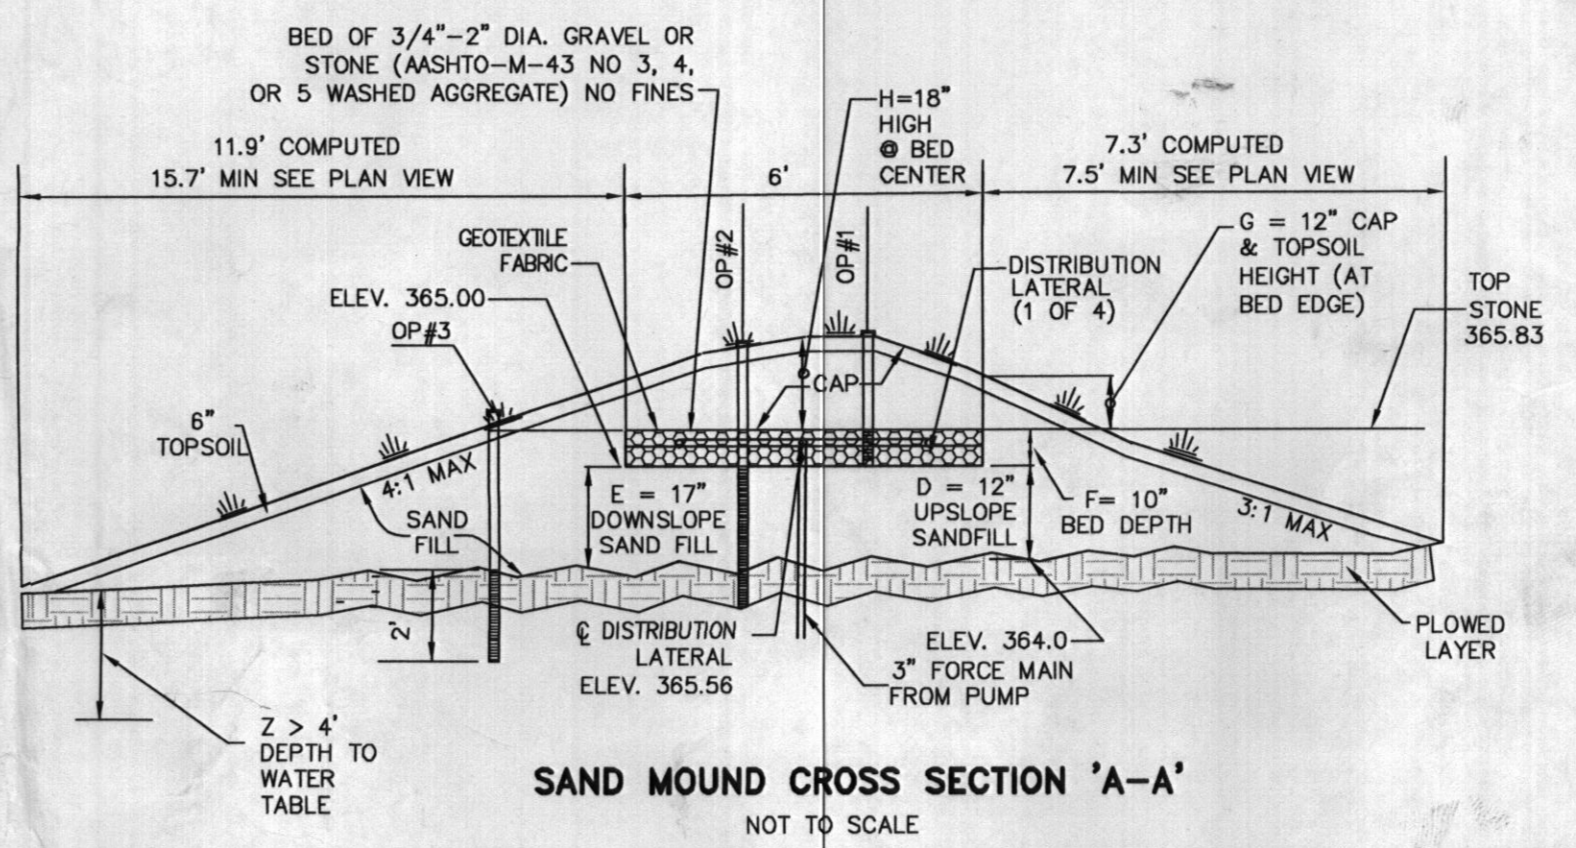 BED OF 3/4"-2" DIA. GRAVEL OR
STONE (AASHTO-M-43 NO 3, 4,
OR 5 WASHED AGGREGATE) NO FINES
H=18"
HIGH
@ BED
CENTER
11.9' COMPUTED
15.7' MIN SEE PLAN VIEW
6'
7.3' COMPUTED
7.5' MIN SEE PLAN VIEW
GEOTEXTILE
FABRIC
OP#2
OP#1
G = 12" CAP
& TOPSOIL
HEIGHT (AT
BED EDGE)
DISTRIBUTION
LATERAL
(1 OF 4)
TOP
STONE
365.83
ELEV. 365.00
OP#3
CAP
6"
TOPSOIL
4:1 MAX
SAND
FILL
E = 17"
DOWNSLOPE
SAND FILL
D = 12"
UPSLOPE
SANDFILL
F= 10"
BED DEPTH
3:1 MAX
2'
℄ DISTRIBUTION
LATERAL
ELEV. 365.56
ELEV. 364.0
3" FORCE MAIN
FROM PUMP
PLOWED
LAYER
Z > 4'
DEPTH TO
WATER
TABLE
SAND MOUND CROSS SECTION 'A-A'
NOT TO SCALE